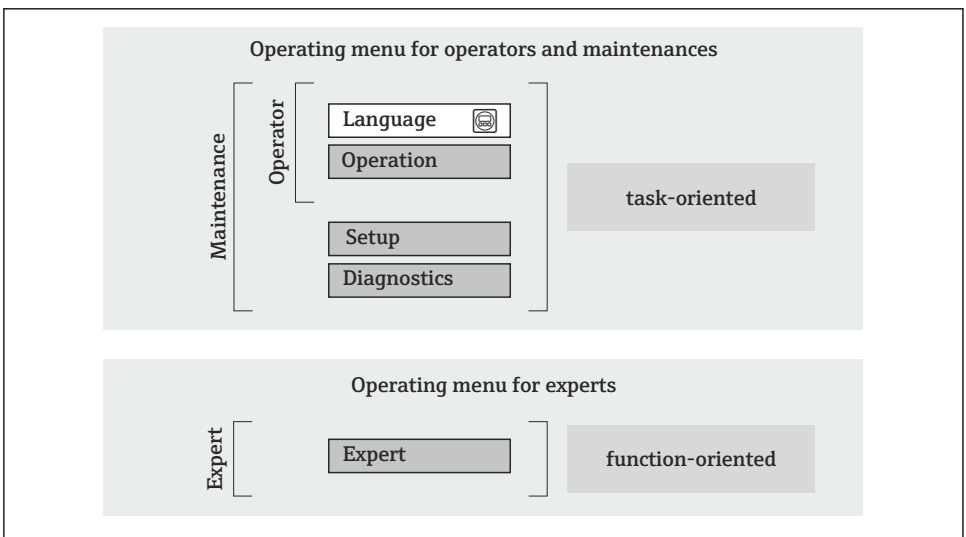 Operating menu for operators and maintenances
Maintenance
Operator
Language
Operation
Setup
Diagnostics
task-oriented
Operating menu for experts
Expert
Expert
function-oriented